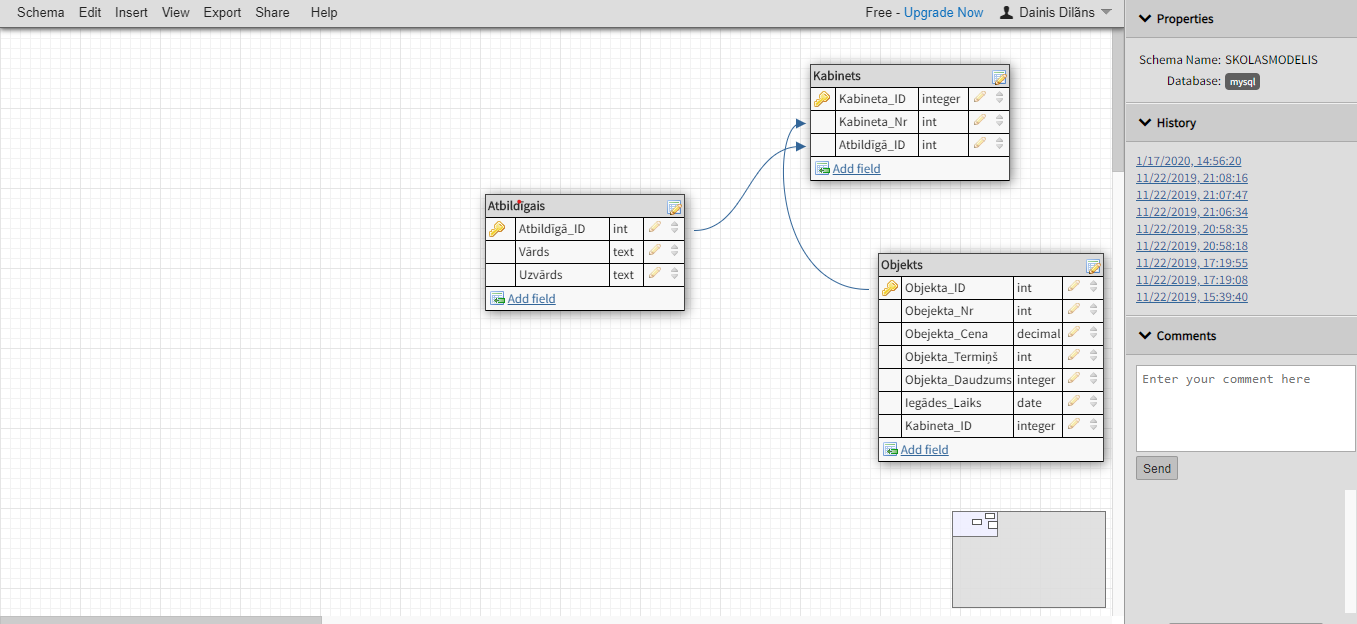 Schema Edit Insert View Export Share Help Free - Upgrade Now Dainis Dilāns
Kabinets
Kabineta_ID integer
Kabineta_Nr int
Atbildīgā_ID int
Add field
Atbildīgais
Atbildīgā_ID int
Vārds text
Uzvārds text
Add field
Objekts
Objekta_ID int
Obejekta_Nr int
Obejekta_Cena decimal
Objekta_Termiņš int
Objekta_Daudzums integer
Iegādes_Laiks date
Kabineta_ID integer
Add field
Properties
Schema Name: SKOLASMODELIS
Database: mysql
History
1/17/2020, 14:56:20
11/22/2019, 21:08:16
11/22/2019, 21:07:47
11/22/2019, 21:06:34
11/22/2019, 20:58:35
11/22/2019, 20:58:18
11/22/2019, 17:19:55
11/22/2019, 17:19:08
11/22/2019, 15:39:40
Comments
Enter your comment here
Send